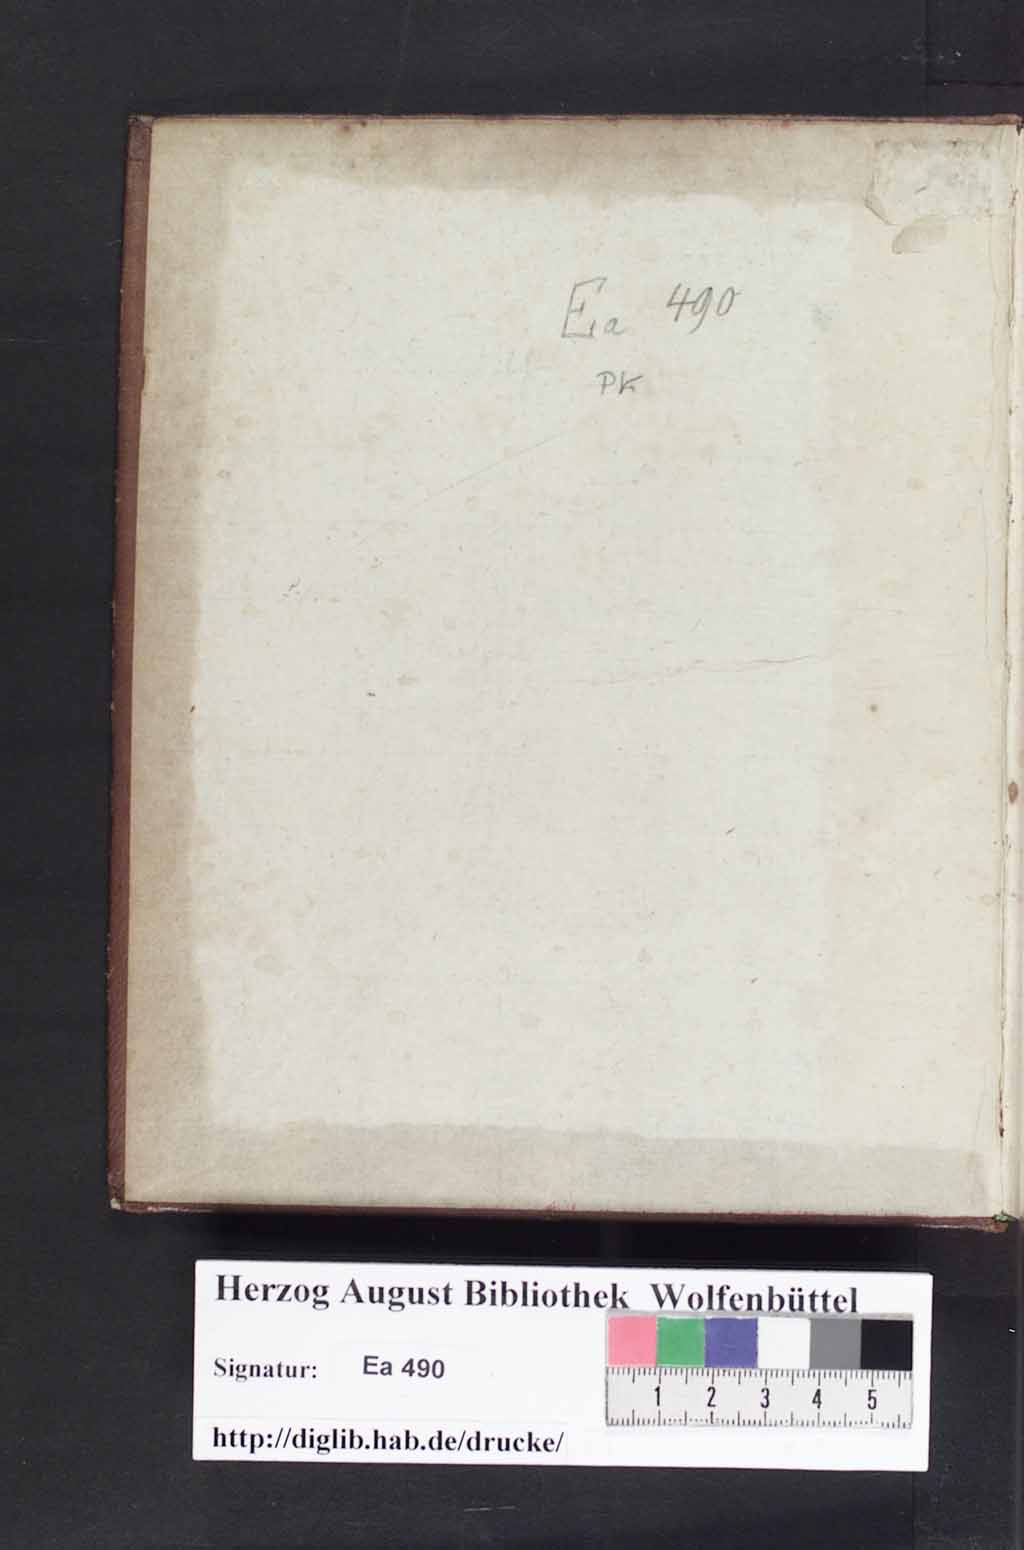 Ea 490
PK
Herzog August Bibliothek Wolfenbüttel
Signatur: Ea 490
1 2 3 4 5
http://diglib.hab.de/drucke/